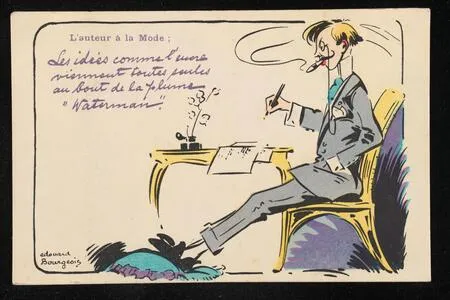 L'auteur à la Mode ;
Les idées comme l'encre
viennent toutes seules
au bout de la plume
"Waterman".
edouard
Bourgeois